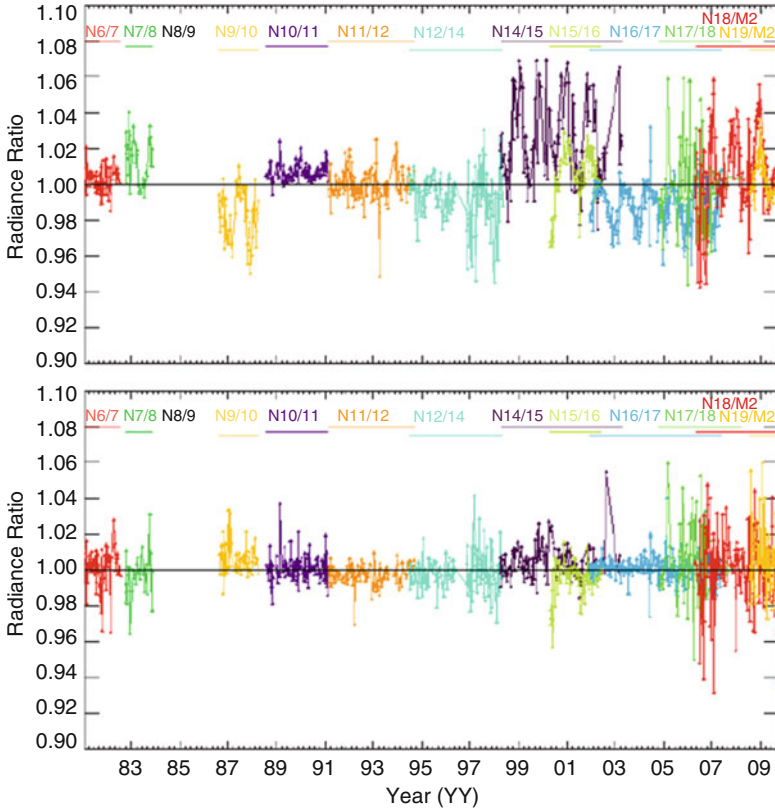 1.10
N18/M2
N6/7 N7/8 N8/9 N9/10 N10/11 N11/12 N12/14 N14/15 N15/16 N16/17 N17/18 N19/M2
1.08
1.06
1.04
1.02
1.00
0.98
0.96
0.94
0.92
0.90
Radiance Ratio
1.10
N18/M2
N6/7 N7/8 N8/9 N9/10 N10/11 N11/12 N12/14 N14/15 N15/16 N16/17 N17/18 N19/M2
1.08
1.06
1.04
1.02
1.00
0.98
0.96
0.94
0.92
0.90
Radiance Ratio
83 85 87 89 91 93 95 97 99 01 03 05 07 09
Year (YY)